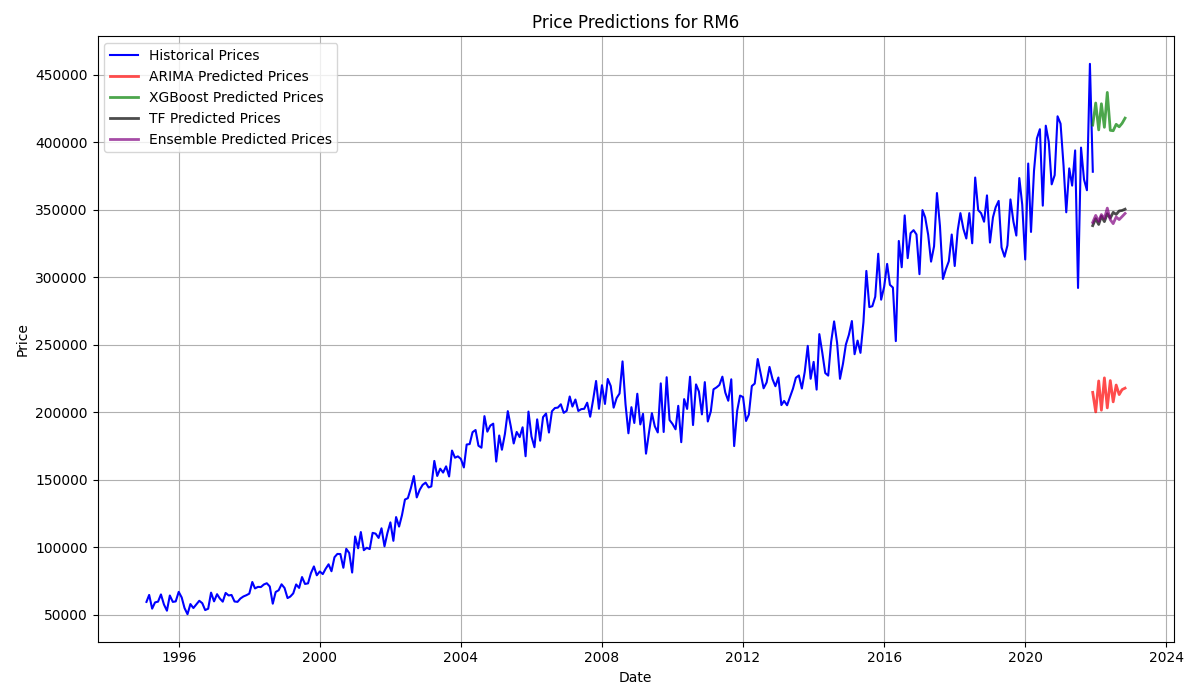 Price Predictions for RM6
Historical Prices
ARIMA Predicted Prices
XGBoost Predicted Prices
TF Predicted Prices
Ensemble Predicted Prices
450000
400000
350000
300000
250000
200000
150000
100000
50000
Price
1996 2000 2004 2008 2012 2016 2020 2024
Date